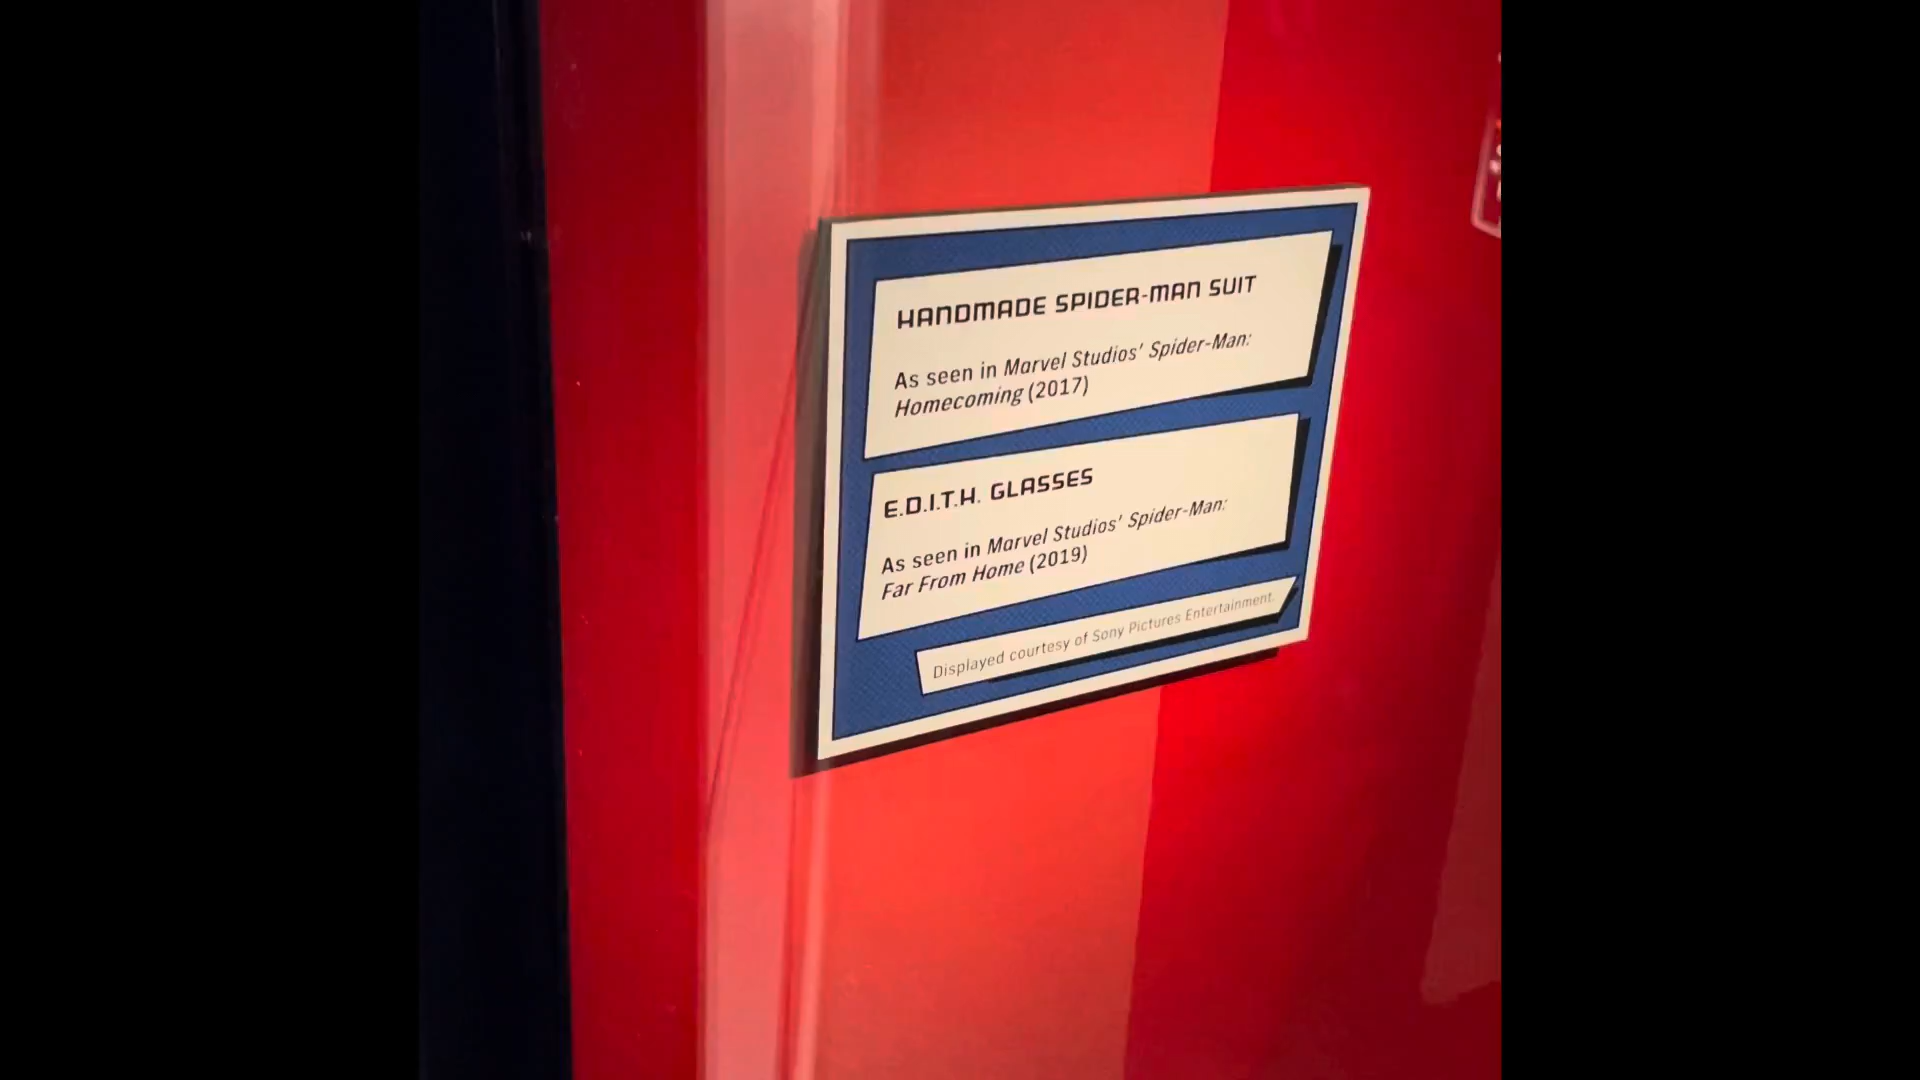 HANDMADE SPIDER-MAN SUIT
As seen in Marvel Studios' Spider-Man:
Homecoming (2017)
E.D.I.T.H. GLASSES
As seen in Marvel Studios' Spider-Man:
Far From Home (2019)
Displayed courtesy of Sony Pictures Entertainment.